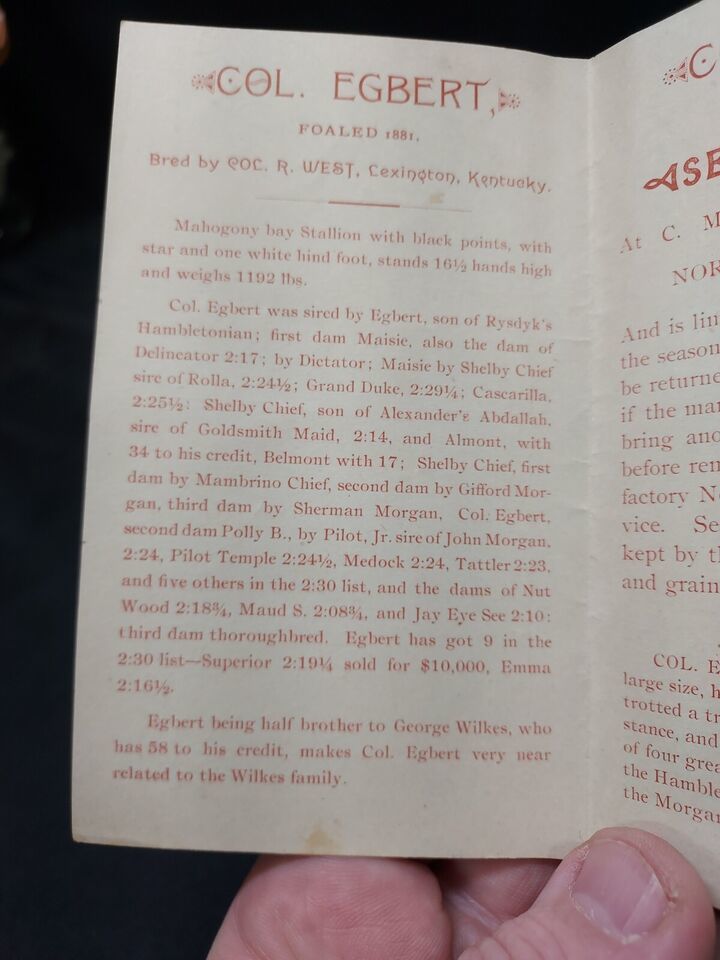 COL. EGBERT,
FOALED 1881.
Bred by COL. R. WEST, Lexington, Kentucky.
Mahogony bay Stallion with black points, with
star and one white hind foot, stands 16½ hands high
and weighs 1192 lbs.
Col. Egbert was sired by Egbert, son of Rysdyk's
Hambletonian; first dam Maisie, also the dam of
Delineator 2:17; by Dictator; Maisie by Shelby Chief
sire of Rolla, 2:24½; Grand Duke, 2:29¼; Cascarilla,
2:25½: Shelby Chief, son of Alexander's Abdallah,
sire of Goldsmith Maid, 2:14, and Almont, with
34 to his credit, Belmont with 17; Shelby Chief, first
dam by Mambrino Chief, second dam by Gifford Mor-
gan, third dam by Sherman Morgan, Col. Egbert,
second dam Polly B., by Pilot, Jr. sire of John Morgan,
2:24, Pilot Temple 2:24½, Medock 2:24, Tattler 2:23,
and five others in the 2:30 list, and the dams of Nut
Wood 2:18¾, Maud S. 2:08¾, and Jay Eye See 2:10:
third dam thoroughbred. Egbert has got 9 in the
2:30 list—Superior 2:19¼ sold for $10,000, Emma
2:16½.
Egbert being half brother to George Wilkes, who
has 58 to his credit, makes Col. Egbert very near
related to the Wilkes family.
C
ASE
At C. M
NOR
And is lin
the season
be returne
if the mar
bring and
before ren
factory No
vice. Se
kept by th
and grain
COL. E
large size, h
trotted a tr
stance, and
of four grea
the Hamble
the Morgan